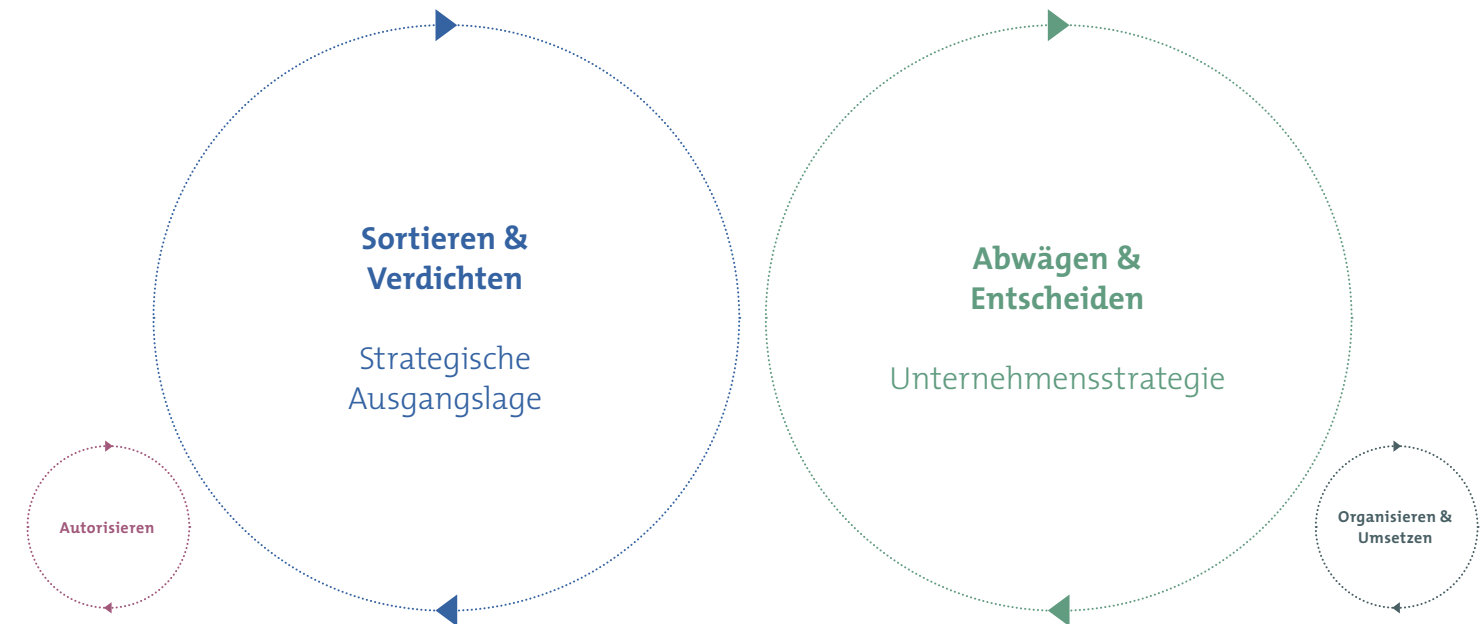 Sortieren &
Verdichten
Strategische
Ausgangslage
Abwägen &
Entscheiden
Unternehmensstrategie
Autorisieren
Organisieren &
Umsetzen